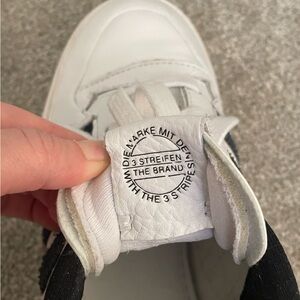 DIE MARKE MIT DEN
3 STREIFEN
THE BRAND
WITH THE 3 STRIPES